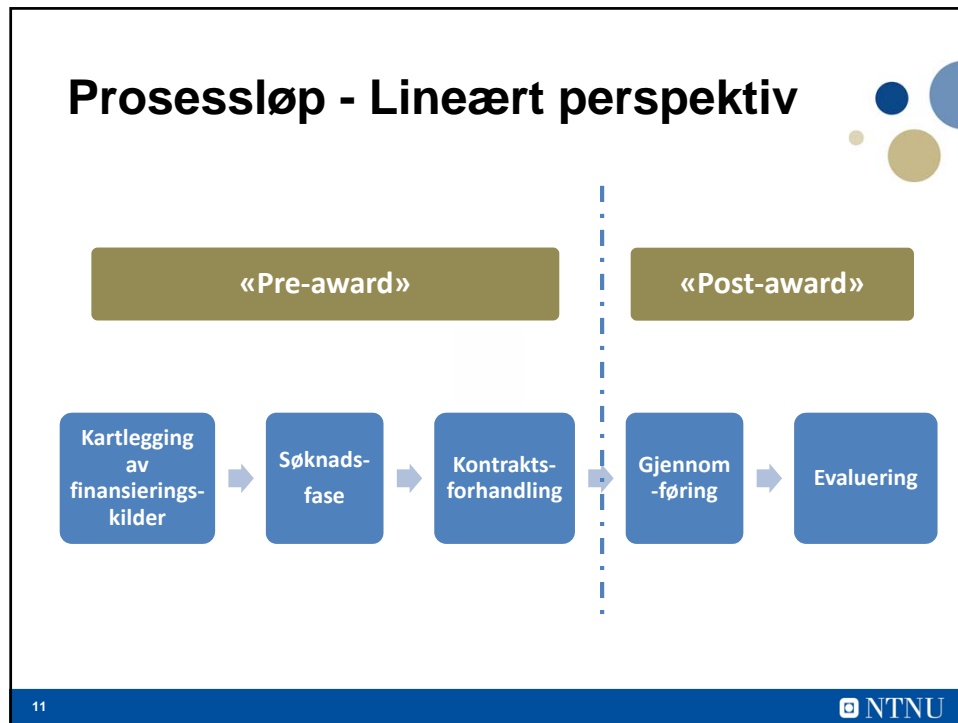 Prosessløp - Lineært perspektiv
«Pre-award»
«Post-award»
Kartlegging
av
finansierings-
kilder
Søknads-
fase
Kontrakts-
forhandling
Gjennom
-føring
Evaluering
11
NTNU